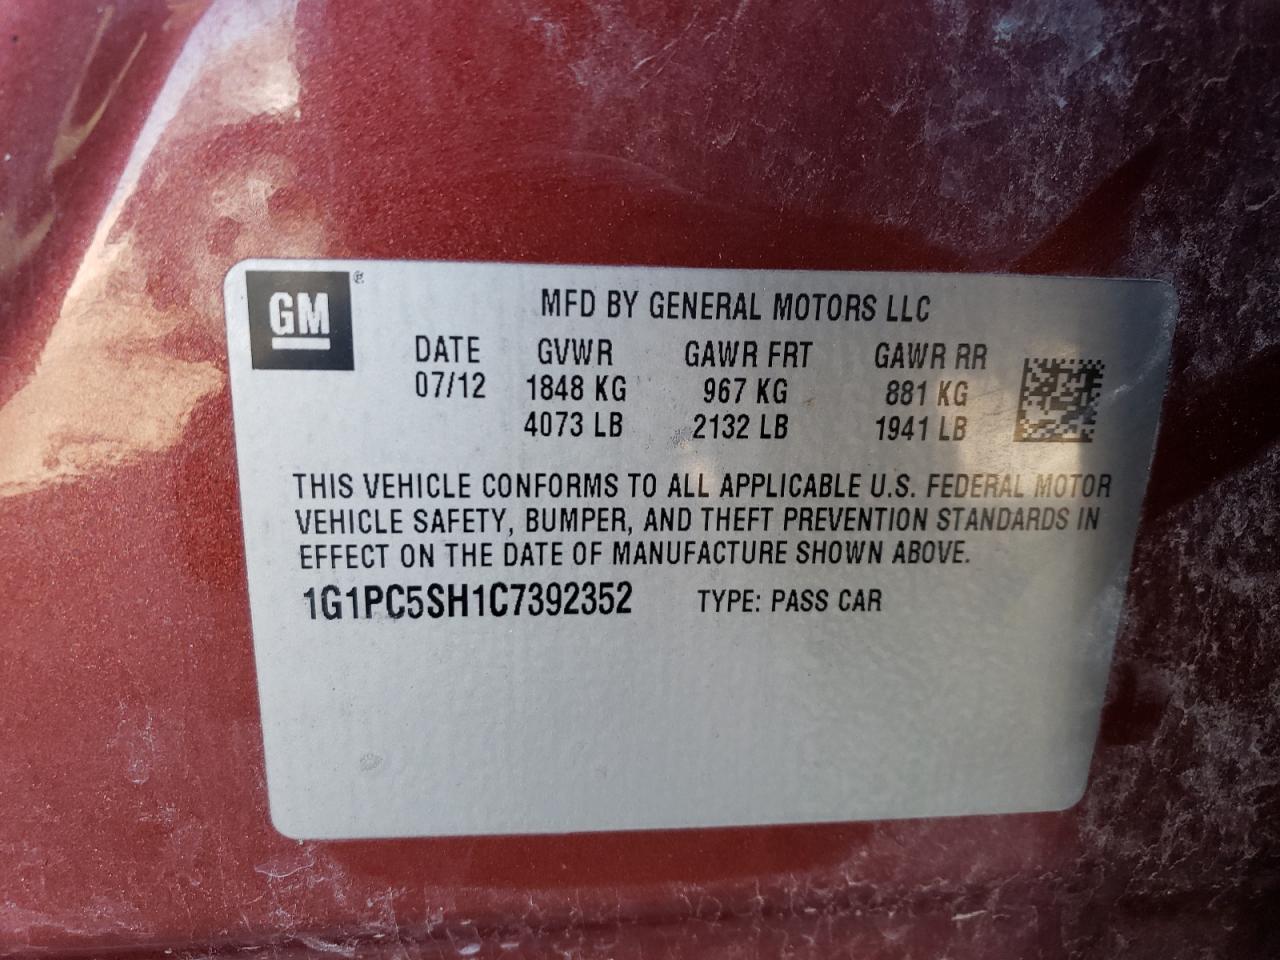 GM ®
MFD BY GENERAL MOTORS LLC
DATE GVWR GAWR FRT GAWR RR
07/12 1848 KG 967 KG 881 KG
4073 LB 2132 LB 1941 LB
THIS VEHICLE CONFORMS TO ALL APPLICABLE U.S. FEDERAL MOTOR
VEHICLE SAFETY, BUMPER, AND THEFT PREVENTION STANDARDS IN
EFFECT ON THE DATE OF MANUFACTURE SHOWN ABOVE.
1G1PC5SH1C7392352 TYPE: PASS CAR